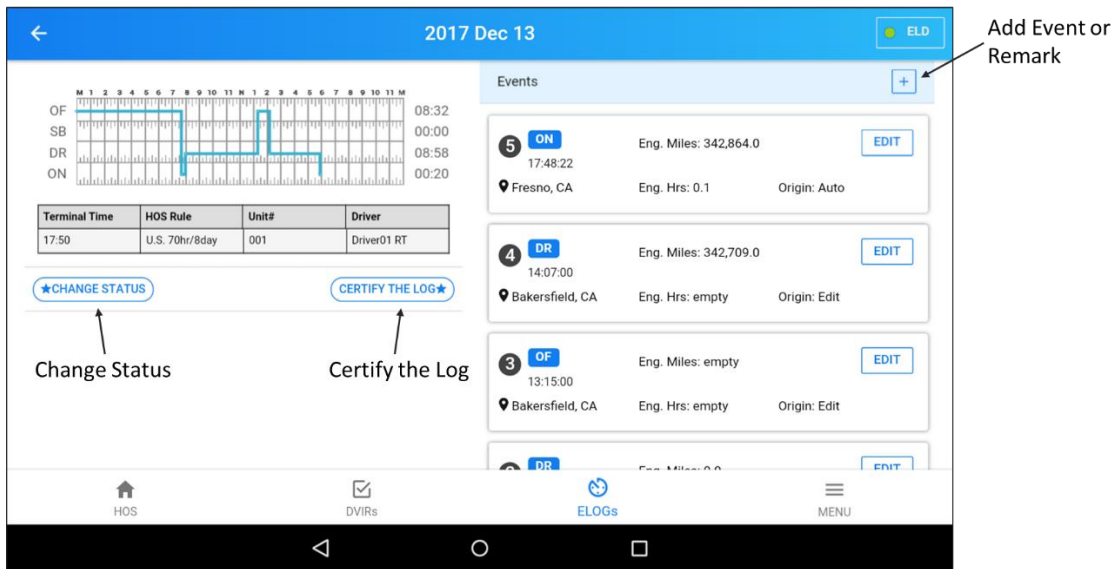 2017 Dec 13
ELD
Add Event or
Remark
M 1 2 3 4 5 6 7 8 9 10 11 N 1 2 3 4 5 6 7 8 9 10 11 M
OF 08:32
SB 00:00
DR 08:58
ON 00:20
Terminal Time HOS Rule Unit# Driver
17:50 U.S. 70hr/8day 001 Driver01 RT
★CHANGE STATUS CERTIFY THE LOG★
Change Status Certify the Log
Events +
5 ON Eng. Miles: 342,864.0 EDIT
17:48:22
Fresno, CA Eng. Hrs: 0.1 Origin: Auto
4 DR Eng. Miles: 342,709.0 EDIT
14:07:00
Bakersfield, CA Eng. Hrs: empty Origin: Edit
3 OF Eng. Miles: empty EDIT
13:15:00
Bakersfield, CA Eng. Hrs: empty Origin: Edit
DR Eng. Miles: 0.0 EDIT
HOS DVIRs ELOGs MENU